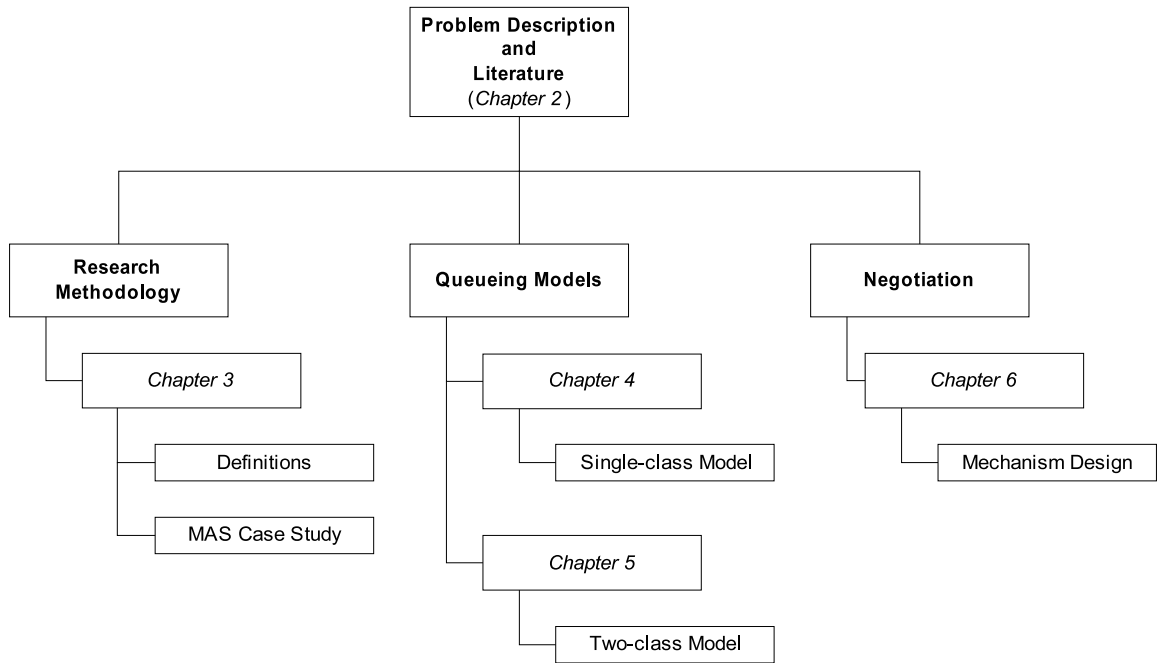 Problem Description
and
Literature
(Chapter 2)
Research
Methodology
Chapter 3
Definitions
MAS Case Study
Queueing Models
Chapter 4
Single-class Model
Chapter 5
Two-class Model
Negotiation
Chapter 6
Mechanism Design